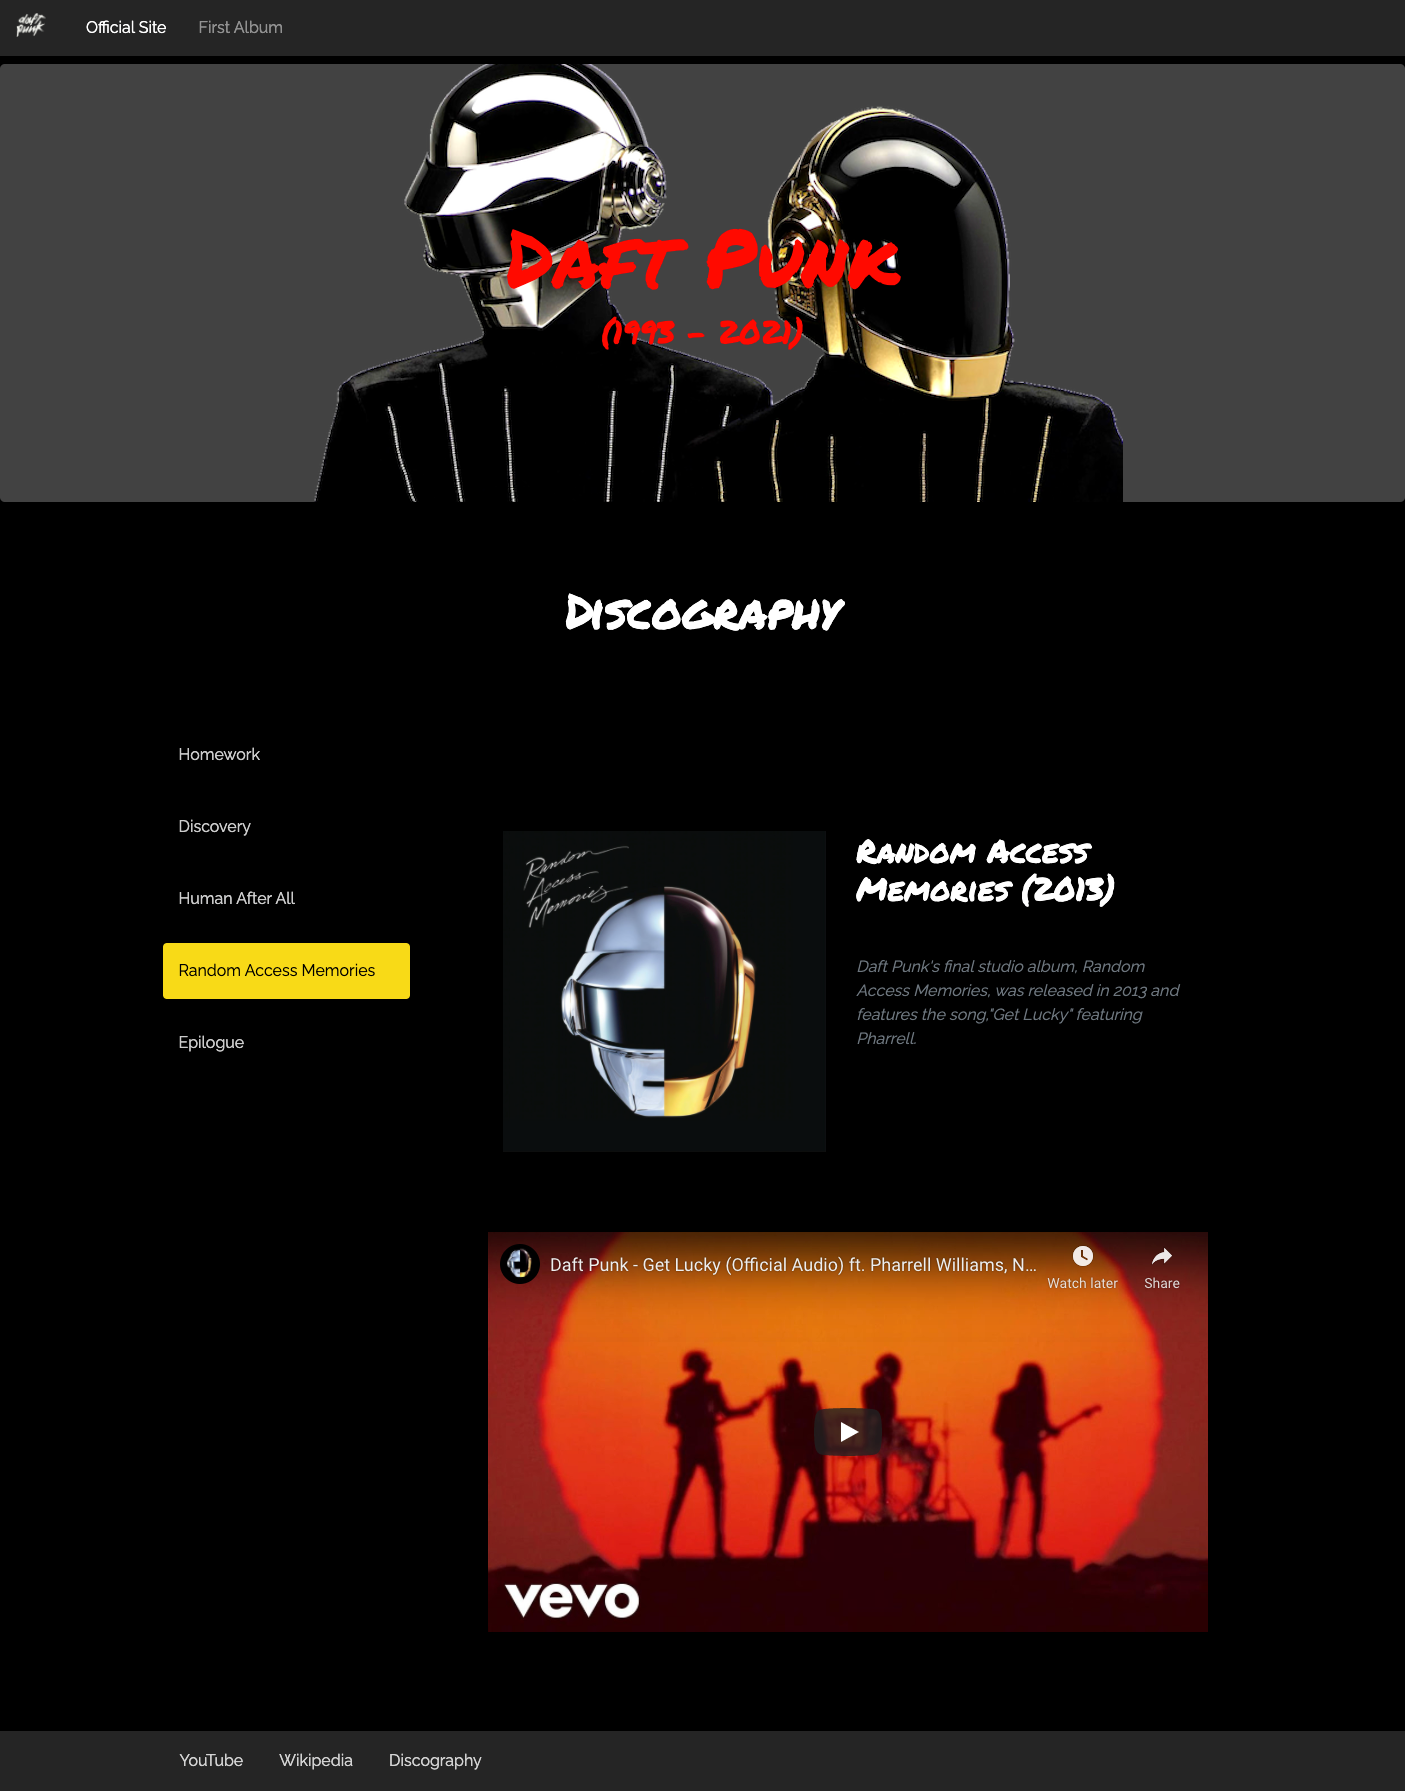 daft punk
Official Site
First Album
Daft Punk
(1993 - 2021)
Discography
Homework
Discovery
Human After All
Random Access Memories
Epilogue
Random
Access
Memories
Random Access
Memories (2013)
Daft Punk's final studio album, Random
Access Memories, was released in 2013 and
features the song,"Get Lucky" featuring
Pharrell.
Daft Punk - Get Lucky (Official Audio) ft. Pharrell Williams, N...
Watch later
Share
vevo
YouTube
Wikipedia
Discography